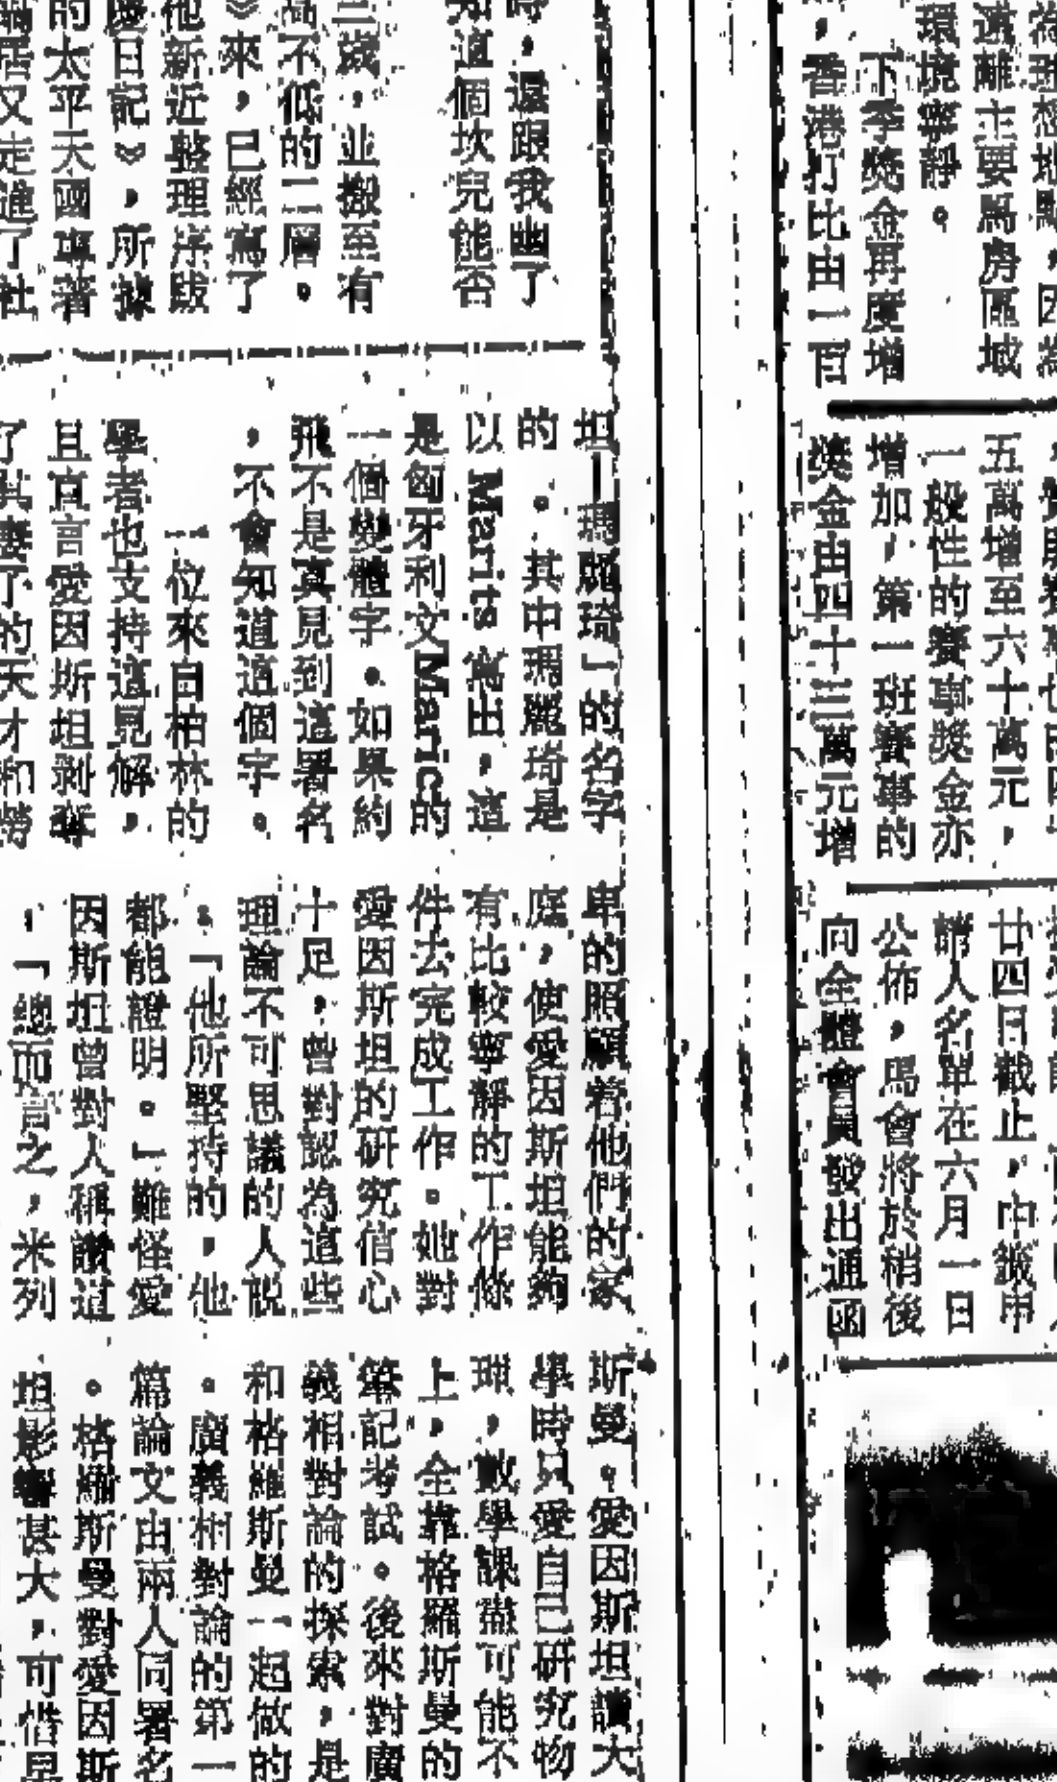 為理想地點，因為
遠離主要馬房區域
環境寧靜。
下季獎金再度增
，香港打比由一百
五萬增至六十萬元，
一般性的賽事獎金亦
增加，第一班賽事的
獎金由四十三萬元增
廿四日截止，中籤申
請人名單在六月一日
公佈，馬會將於稍後
向全體會員發出通函
時，還跟我幽了
知這個坎兒能否
三歲，並搬至有
高不低的二層。
》來，已經寫了
他新近整理序跋
慶日記》，所據
的太平天國專著
居又走進了社
坦—瑪麗琦」的名字
的。其中瑪麗琦是
以 Marits 寫出，這
是匈牙利文Maric的
一個變體字。如果約
飛不是真見到這署名
，不會知道這個字。
一位來自柏林的
學者也支持這見解，
且直言愛因斯坦剝奪
了其妻子的天才和勞
卑的照顧着他們的家
庭，使愛因斯坦能夠
有比較寧靜的工作條
件去完成工作。她對
愛因斯坦的研究信心
十足，曾對認為這些
理論不可思議的人說
：「他所堅持的，他
都能證明。」難怪愛
因斯坦曾對人稱讚道
：「總而言之，米列
斯曼。愛因斯坦讀大
學時只愛自己研究物
理，數學課盡可能不
上，全靠格羅斯曼的
筆記考試。後來對廣
義相對論的探索，是
和格羅斯曼一起做的
。廣義相對論的第一
篇論文由兩人同署名
。格羅斯曼對愛因斯
坦影響甚大，可惜是